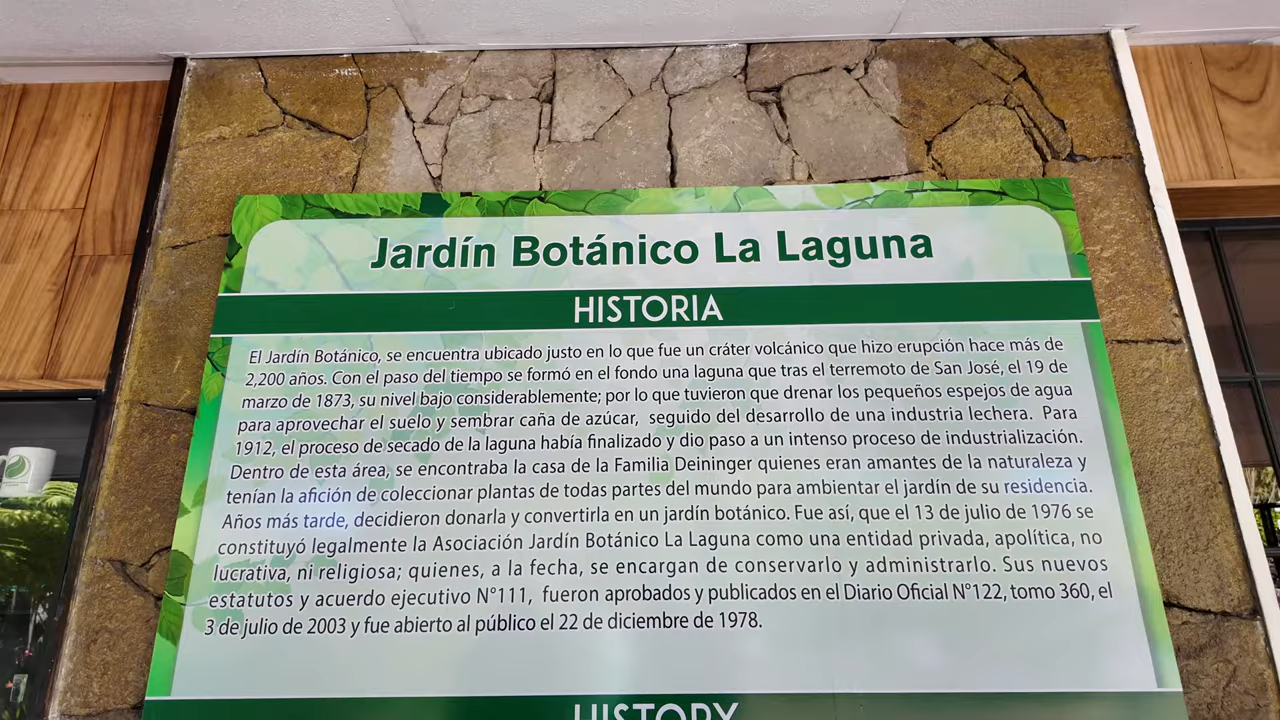 Jardín Botánico La Laguna
HISTORIA
El Jardín Botánico, se encuentra ubicado justo en lo que fue un cráter volcánico que hizo erupción hace más de
2,200 años. Con el paso del tiempo se formó en el fondo una laguna que tras el terremoto de San José, el 19 de
marzo de 1873, su nivel bajo considerablemente; por lo que tuvieron que drenar los pequeños espejos de agua
para aprovechar el suelo y sembrar caña de azúcar, seguido del desarrollo de una industria lechera. Para
1912, el proceso de secado de la laguna había finalizado y dio paso a un intenso proceso de industrialización.
Dentro de esta área, se encontraba la casa de la Familia Deininger quienes eran amantes de la naturaleza y
tenían la afición de coleccionar plantas de todas partes del mundo para ambientar el jardín de su residencia.
Años más tarde, decidieron donarla y convertirla en un jardín botánico. Fue así, que el 13 de julio de 1976 se
constituyó legalmente la Asociación Jardín Botánico La Laguna como una entidad privada, apolítica, no
lucrativa, ni religiosa; quienes, a la fecha, se encargan de conservarlo y administrarlo. Sus nuevos
estatutos y acuerdo ejecutivo N°111, fueron aprobados y publicados en el Diario Oficial N°122, tomo 360, el
3 de julio de 2003 y fue abierto al público el 22 de diciembre de 1978.
HISTORY